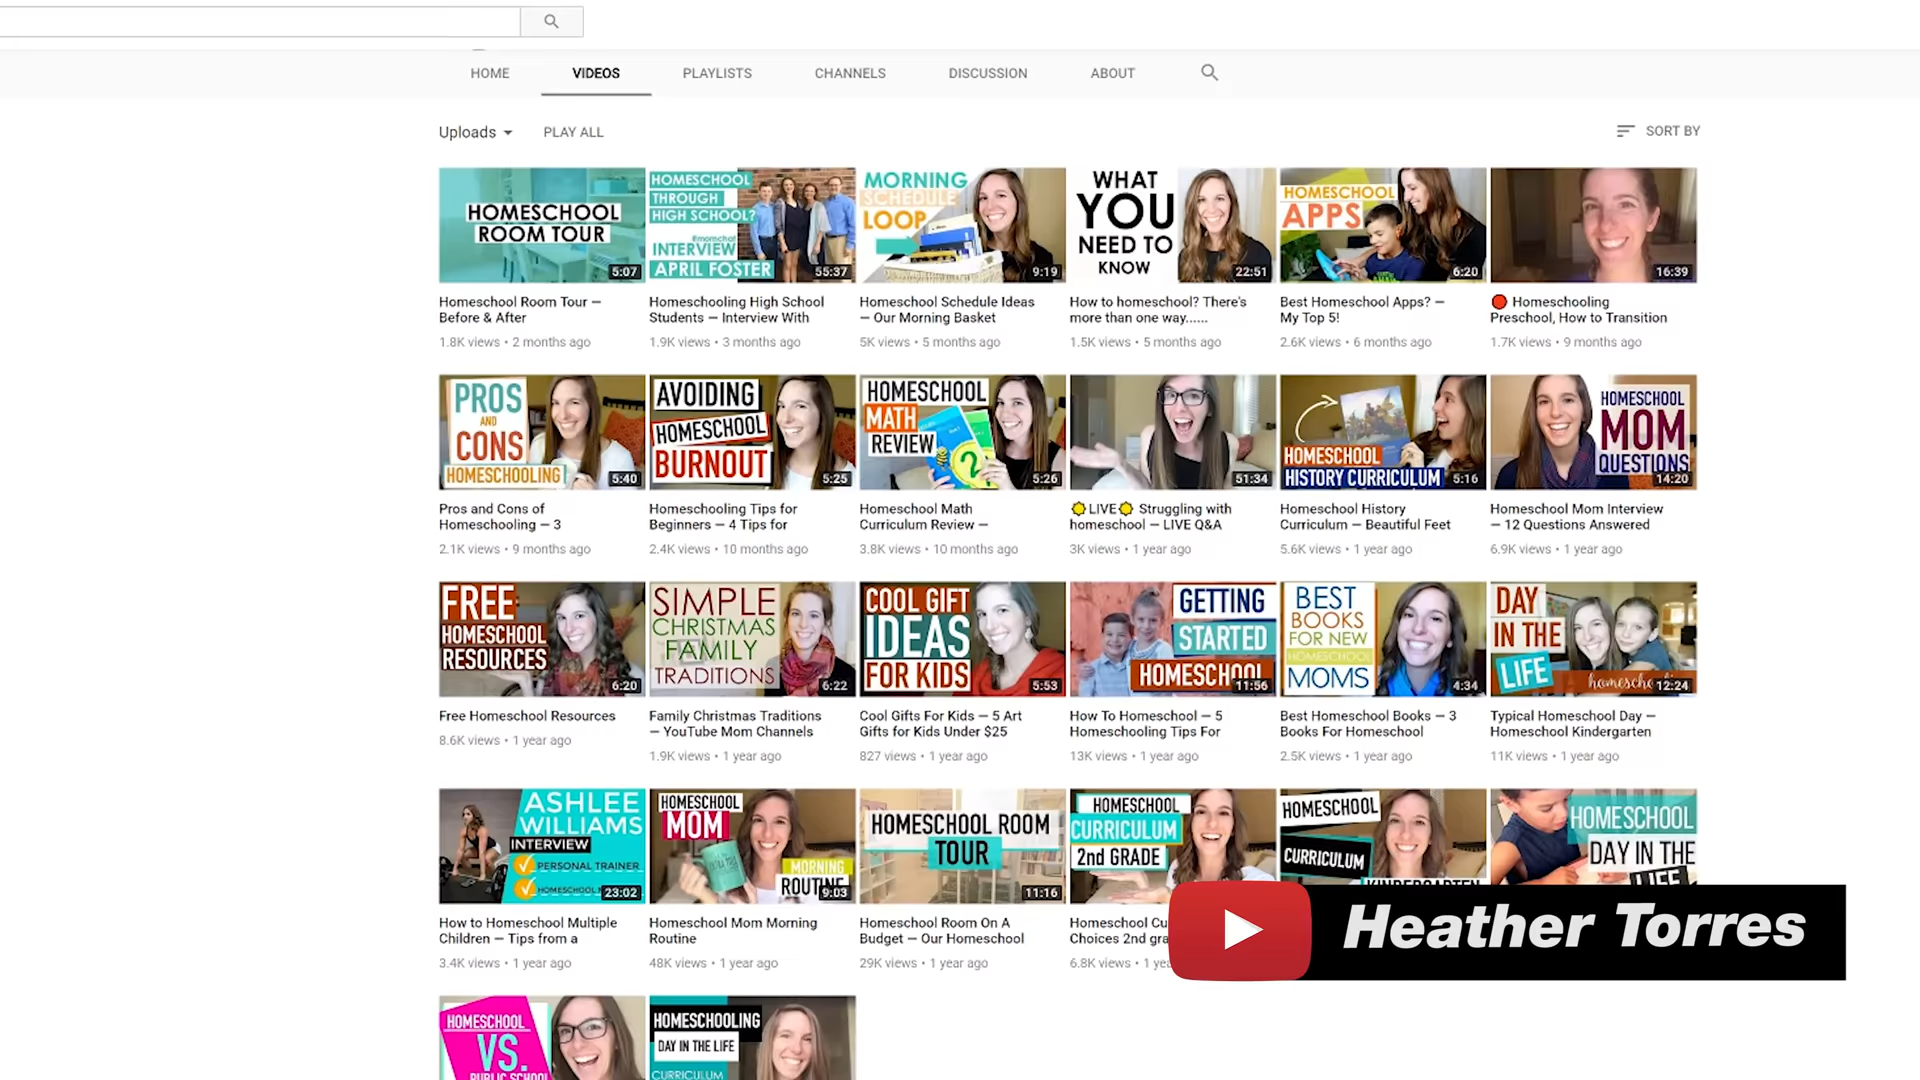 HOME VIDEOS PLAYLISTS CHANNELS DISCUSSION ABOUT
Uploads PLAY ALL SORT BY
HOMESCHOOL
ROOM TOUR
5:07
Homeschool Room Tour —
Before & After
1.8K views • 2 months ago
HOMESCHOOL
THROUGH
HIGH SCHOOL?
#momchat
INTERVIEW
APRIL FOSTER
55:37
Homeschooling High School
Students — Interview With
1.9K views • 3 months ago
MORNING
SCHEDULE
LOOP
9:19
Homeschool Schedule Ideas
— Our Morning Basket
5K views • 5 months ago
WHAT
YOU
NEED TO
KNOW
22:51
How to homeschool? There's
more than one way......
1.5K views • 5 months ago
HOMESCHOOL
APPS
6:20
Best Homeschool Apps? —
My Top 5!
2.6K views • 6 months ago
16:39
Homeschooling
Preschool, How to Transition
1.7K views • 9 months ago
PROS
AND
CONS
HOMESCHOOLING
5:40
Pros and Cons of
Homeschooling — 3
2.1K views • 9 months ago
AVOIDING
HOMESCHOOL
BURNOUT
5:25
Homeschooling Tips for
Beginners — 4 Tips for
2.4K views • 10 months ago
HOMESCHOOL
MATH
REVIEW
2
5:26
Homeschool Math
Curriculum Review —
3.8K views • 10 months ago
51:34
LIVE Struggling with
homeschool — LIVE Q&A
3K views • 1 year ago
HOMESCHOOL
HISTORY CURRICULUM
5:16
Homeschool History
Curriculum — Beautiful Feet
5.6K views • 1 year ago
HOMESCHOOL
MOM
QUESTIONS
14:20
Homeschool Mom Interview
— 12 Questions Answered
6.9K views • 1 year ago
FREE
HOMESCHOOL
RESOURCES
6:20
Free Homeschool Resources
8.6K views • 1 year ago
SIMPLE
CHRISTMAS
FAMILY
TRADITIONS
6:22
Family Christmas Traditions
— YouTube Mom Channels
1.9K views • 1 year ago
COOL GIFT
IDEAS
FOR KIDS
5:53
Cool Gifts For Kids — 5 Art
Gifts for Kids Under $25
827 views • 1 year ago
GETTING
STARTED
HOMESCHOOL
11:56
How To Homeschool — 5
Homeschooling Tips For
13K views • 1 year ago
BEST
BOOKS
FOR NEW
HOMESCHOOL
MOMS
4:34
Best Homeschool Books — 3
Books For Homeschool
2.5K views • 1 year ago
DAY
IN THE
LIFE
12:24
Typical Homeschool Day —
Homeschool Kindergarten
11K views • 1 year ago
ASHLEE
WILLIAMS
INTERVIEW
PERSONAL TRAINER
23:02
How to Homeschool Multiple
Children — Tips from a
3.4K views • 1 year ago
HOMESCHOOL
MOM
MORNING
ROUTINE
9:03
Homeschool Mom Morning
Routine
48K views • 1 year ago
HOMESCHOOL ROOM
TOUR
11:16
Homeschool Room On A
Budget — Our Homeschool
29K views • 1 year ago
HOMESCHOOL
CURRICULUM
2nd GRADE
Homeschool Cu
Choices 2nd gra
6.8K views • 1 yea
HOMESCHOOL
CURRICULUM
KINDERGARTEN
HOMESCHOOL
DAY IN THE
LIFE
Heather Torres
HOMESCHOOL
VS.
PUBLIC SCHOOL
HOMESCHOOLING
DAY IN THE LIFE
CURRICULUM